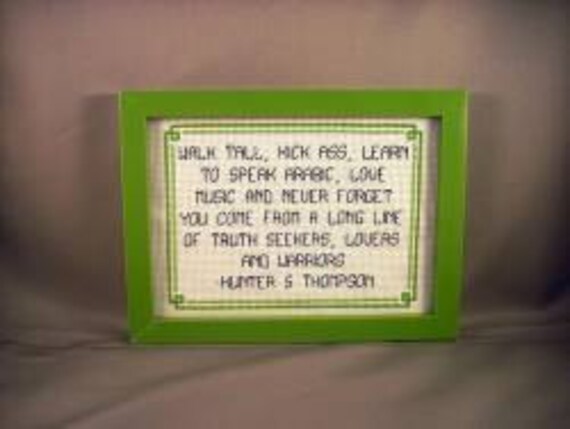 WALK TALL, KICK ASS, LEARN
TO SPEAK ARABIC, LOVE
MUSIC AND NEVER FORGET
YOU COME FROM A LONG LINE
OF TRUTH SEEKERS, LOVERS
AND WARRIORS
HUNTER S THOMPSON